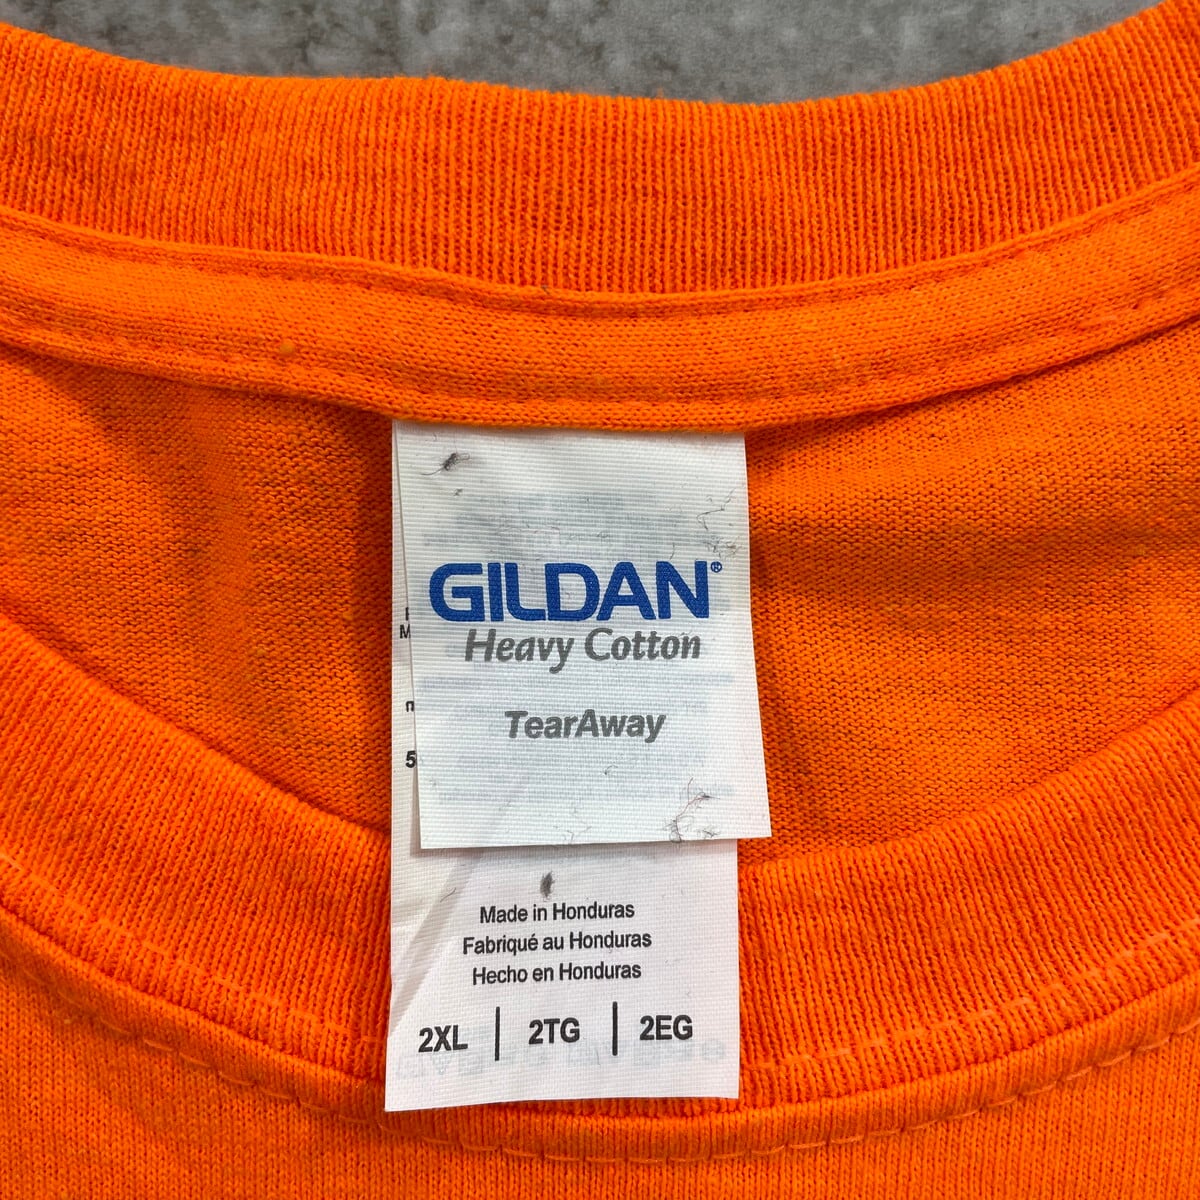 GILDAN®
Heavy Cotton
TearAway
Made in Honduras
Fabriqué au Honduras
Hecho en Honduras
2XL | 2TG | 2EG